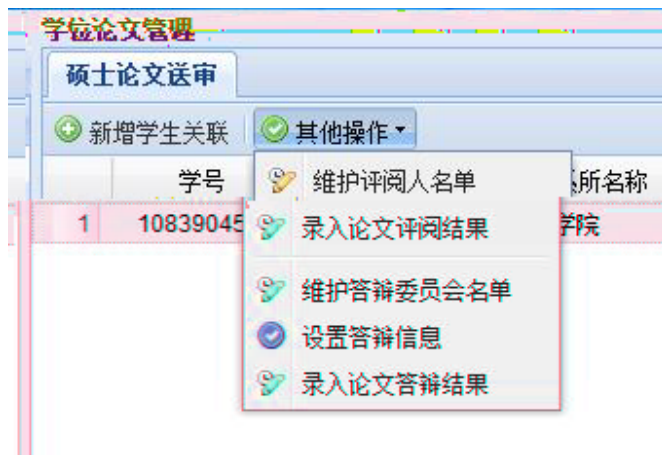 学位论文管理
硕士论文送审
新增学生关联 其他操作
学号 所名称
1 10839045 学院
维护评阅人名单
录入论文评阅结果
维护答辩委员会名单
设置答辩信息
录入论文答辩结果